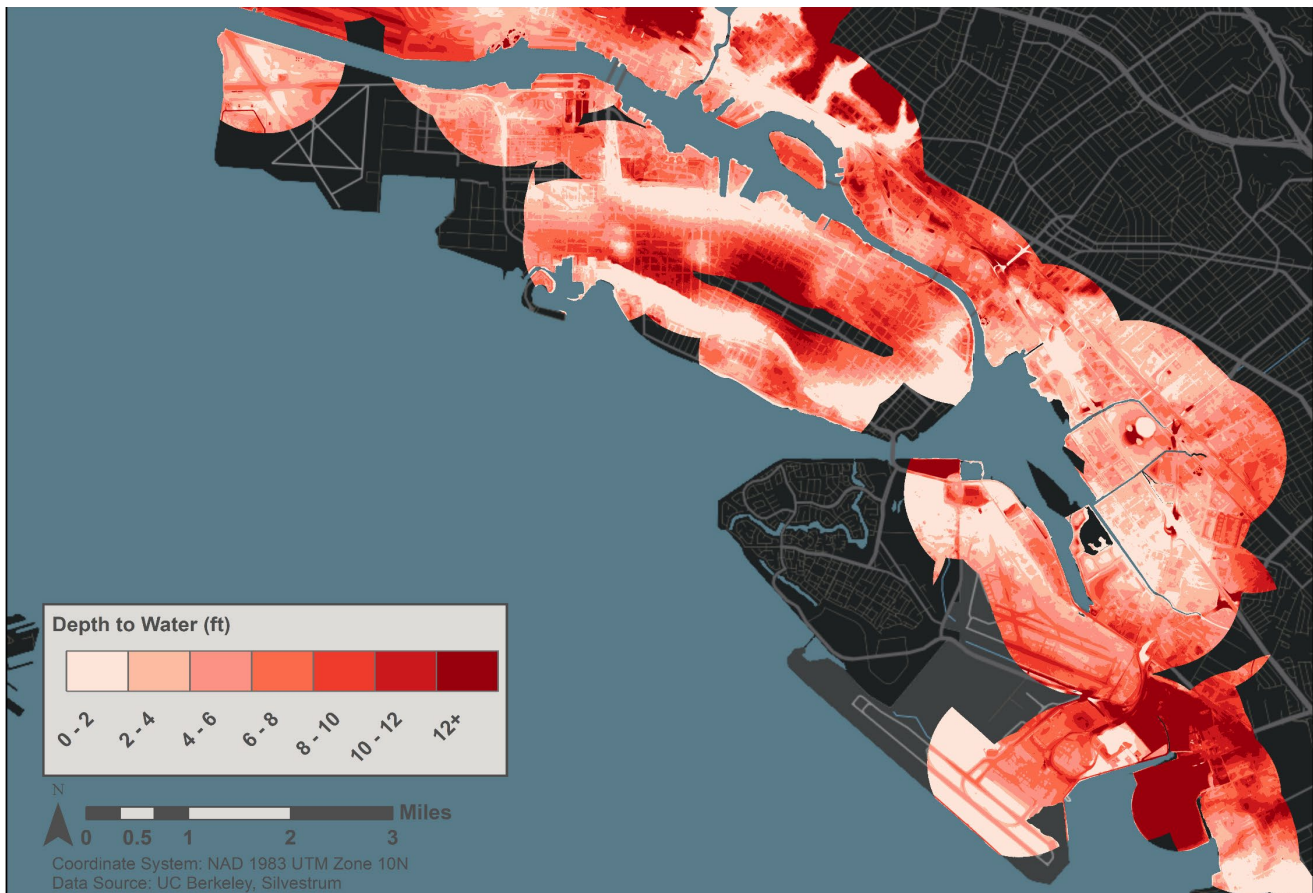 Depth to Water (ft)
0 - 2
2 - 4
4 - 6
6 - 8
8 - 10
10 - 12
12+
N
Miles
0 0.5 1 2 3
Coordinate System: NAD 1983 UTM Zone 10N
Data Source: UC Berkeley, Silvestrum